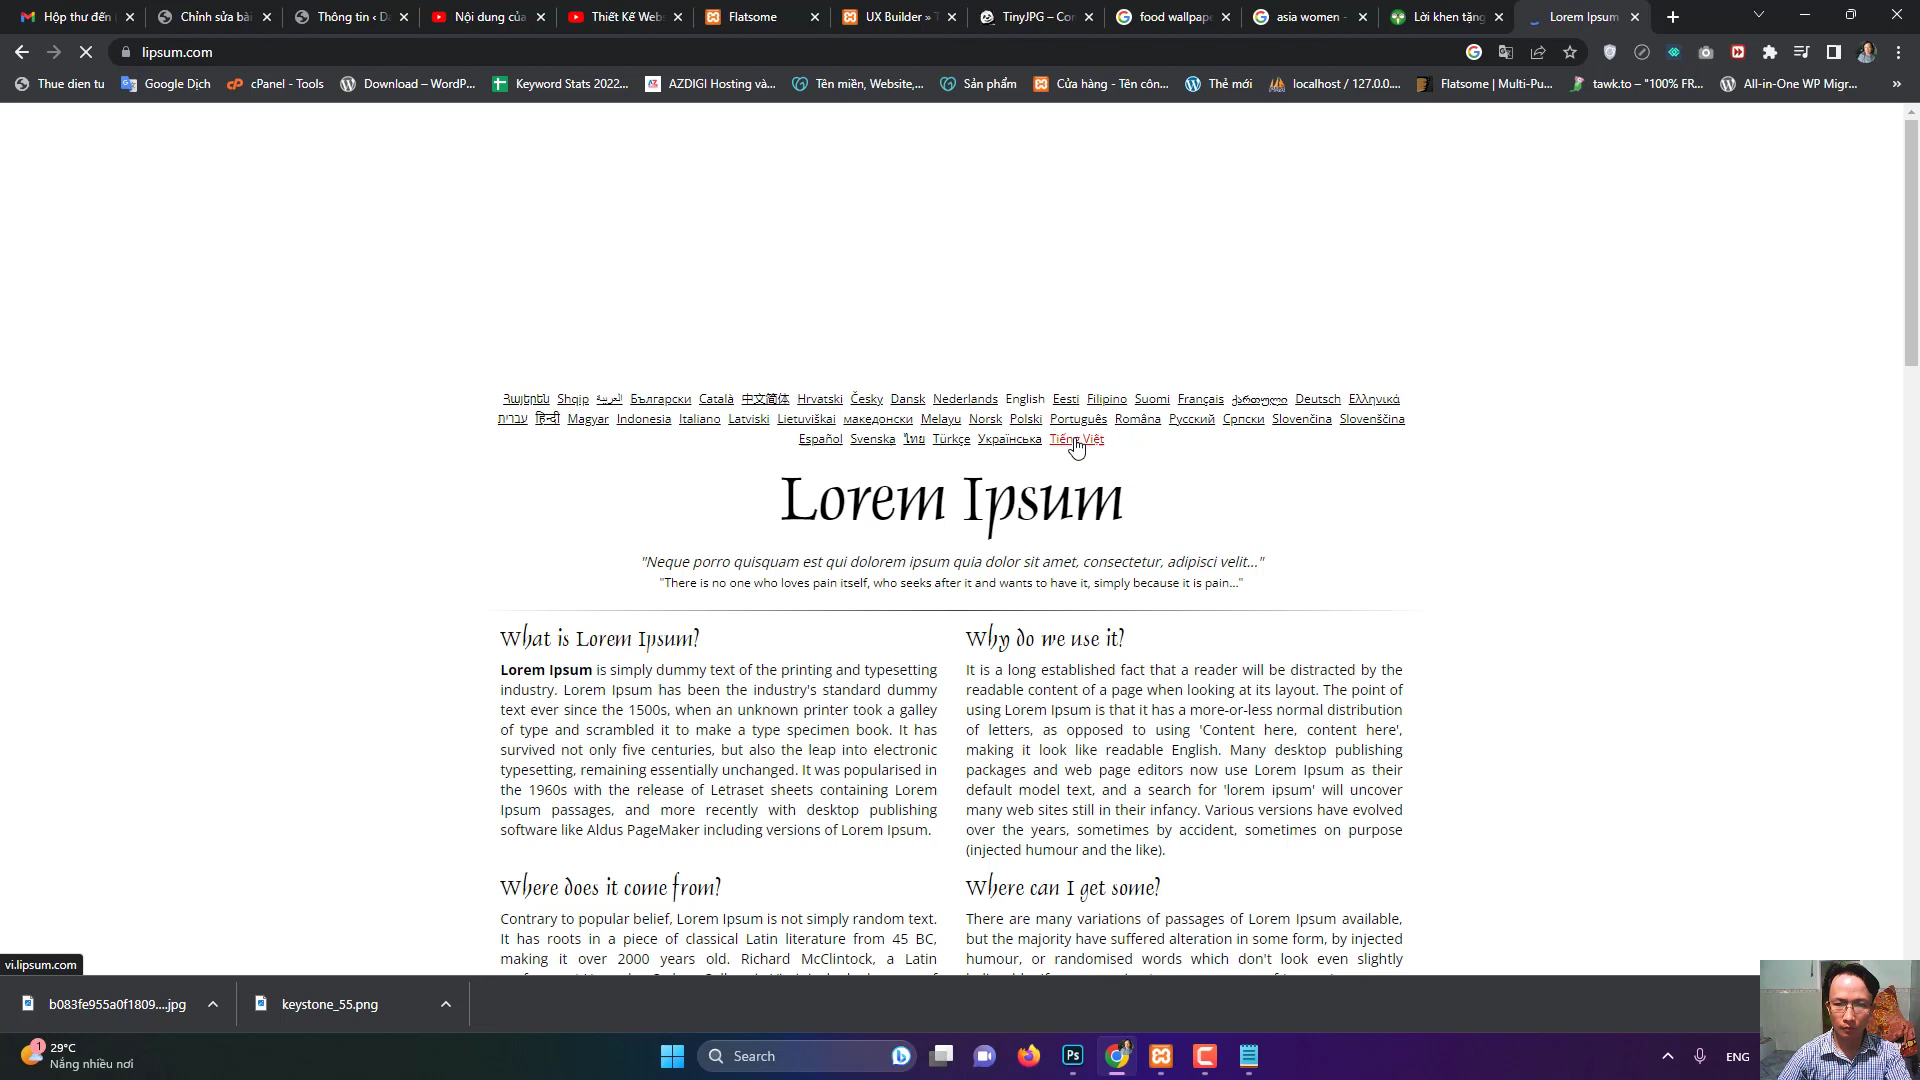 Hộp thư đến
Chỉnh sửa bài
Thông tin ‹ Da
Nội dung của
Thiết Kế Webs
Flatsome
UX Builder » T
TinyJPG – Con
food wallpape
asia women -
Lời khen tặng
Lorem Ipsum
lipsum.com
Thue dien tu
Google Dịch
cPanel - Tools
Download – WordP...
Keyword Stats 2022...
AZDIGI Hosting và...
Tên miền, Website,...
Sản phẩm
Cửa hàng - Tên côn...
Thẻ mới
localhost / 127.0.0....
Flatsome | Multi-Pu...
tawk.to – "100% FR...
All-in-One WP Migr...
»
Հայերեն Shqip العربية Български Català 中文简体 Hrvatski Česky Dansk Nederlands English Eesti Filipino Suomi Français ქართული Deutsch Ελληνικά
עברית हिन्दी Magyar Indonesia Italiano Latviski Lietuviškai македонски Melayu Norsk Polski Português Româna Русский Српски Slovenčina Slovenščina
Español Svenska ไทย Türkçe Українська Tiếng Việt
Lorem Ipsum
"Neque porro quisquam est qui dolorem ipsum quia dolor sit amet, consectetur, adipisci velit..."
"There is no one who loves pain itself, who seeks after it and wants to have it, simply because it is pain..."
What is Lorem Ipsum?
Lorem Ipsum is simply dummy text of the printing and typesetting
industry. Lorem Ipsum has been the industry's standard dummy
text ever since the 1500s, when an unknown printer took a galley
of type and scrambled it to make a type specimen book. It has
survived not only five centuries, but also the leap into electronic
typesetting, remaining essentially unchanged. It was popularised in
the 1960s with the release of Letraset sheets containing Lorem
Ipsum passages, and more recently with desktop publishing
software like Aldus PageMaker including versions of Lorem Ipsum.
Why do we use it?
It is a long established fact that a reader will be distracted by the
readable content of a page when looking at its layout. The point of
using Lorem Ipsum is that it has a more-or-less normal distribution
of letters, as opposed to using 'Content here, content here',
making it look like readable English. Many desktop publishing
packages and web page editors now use Lorem Ipsum as their
default model text, and a search for 'lorem ipsum' will uncover
many web sites still in their infancy. Various versions have evolved
over the years, sometimes by accident, sometimes on purpose
(injected humour and the like).
Where does it come from?
Contrary to popular belief, Lorem Ipsum is not simply random text.
It has roots in a piece of classical Latin literature from 45 BC,
making it over 2000 years old. Richard McClintock, a Latin
Where can I get some?
There are many variations of passages of Lorem Ipsum available,
but the majority have suffered alteration in some form, by injected
humour, or randomised words which don't look even slightly
vi.lipsum.com
b083fe955a0f1809....jpg
keystone_55.png
1
29°C
Nắng nhiều nơi
Search
Ps
ENG